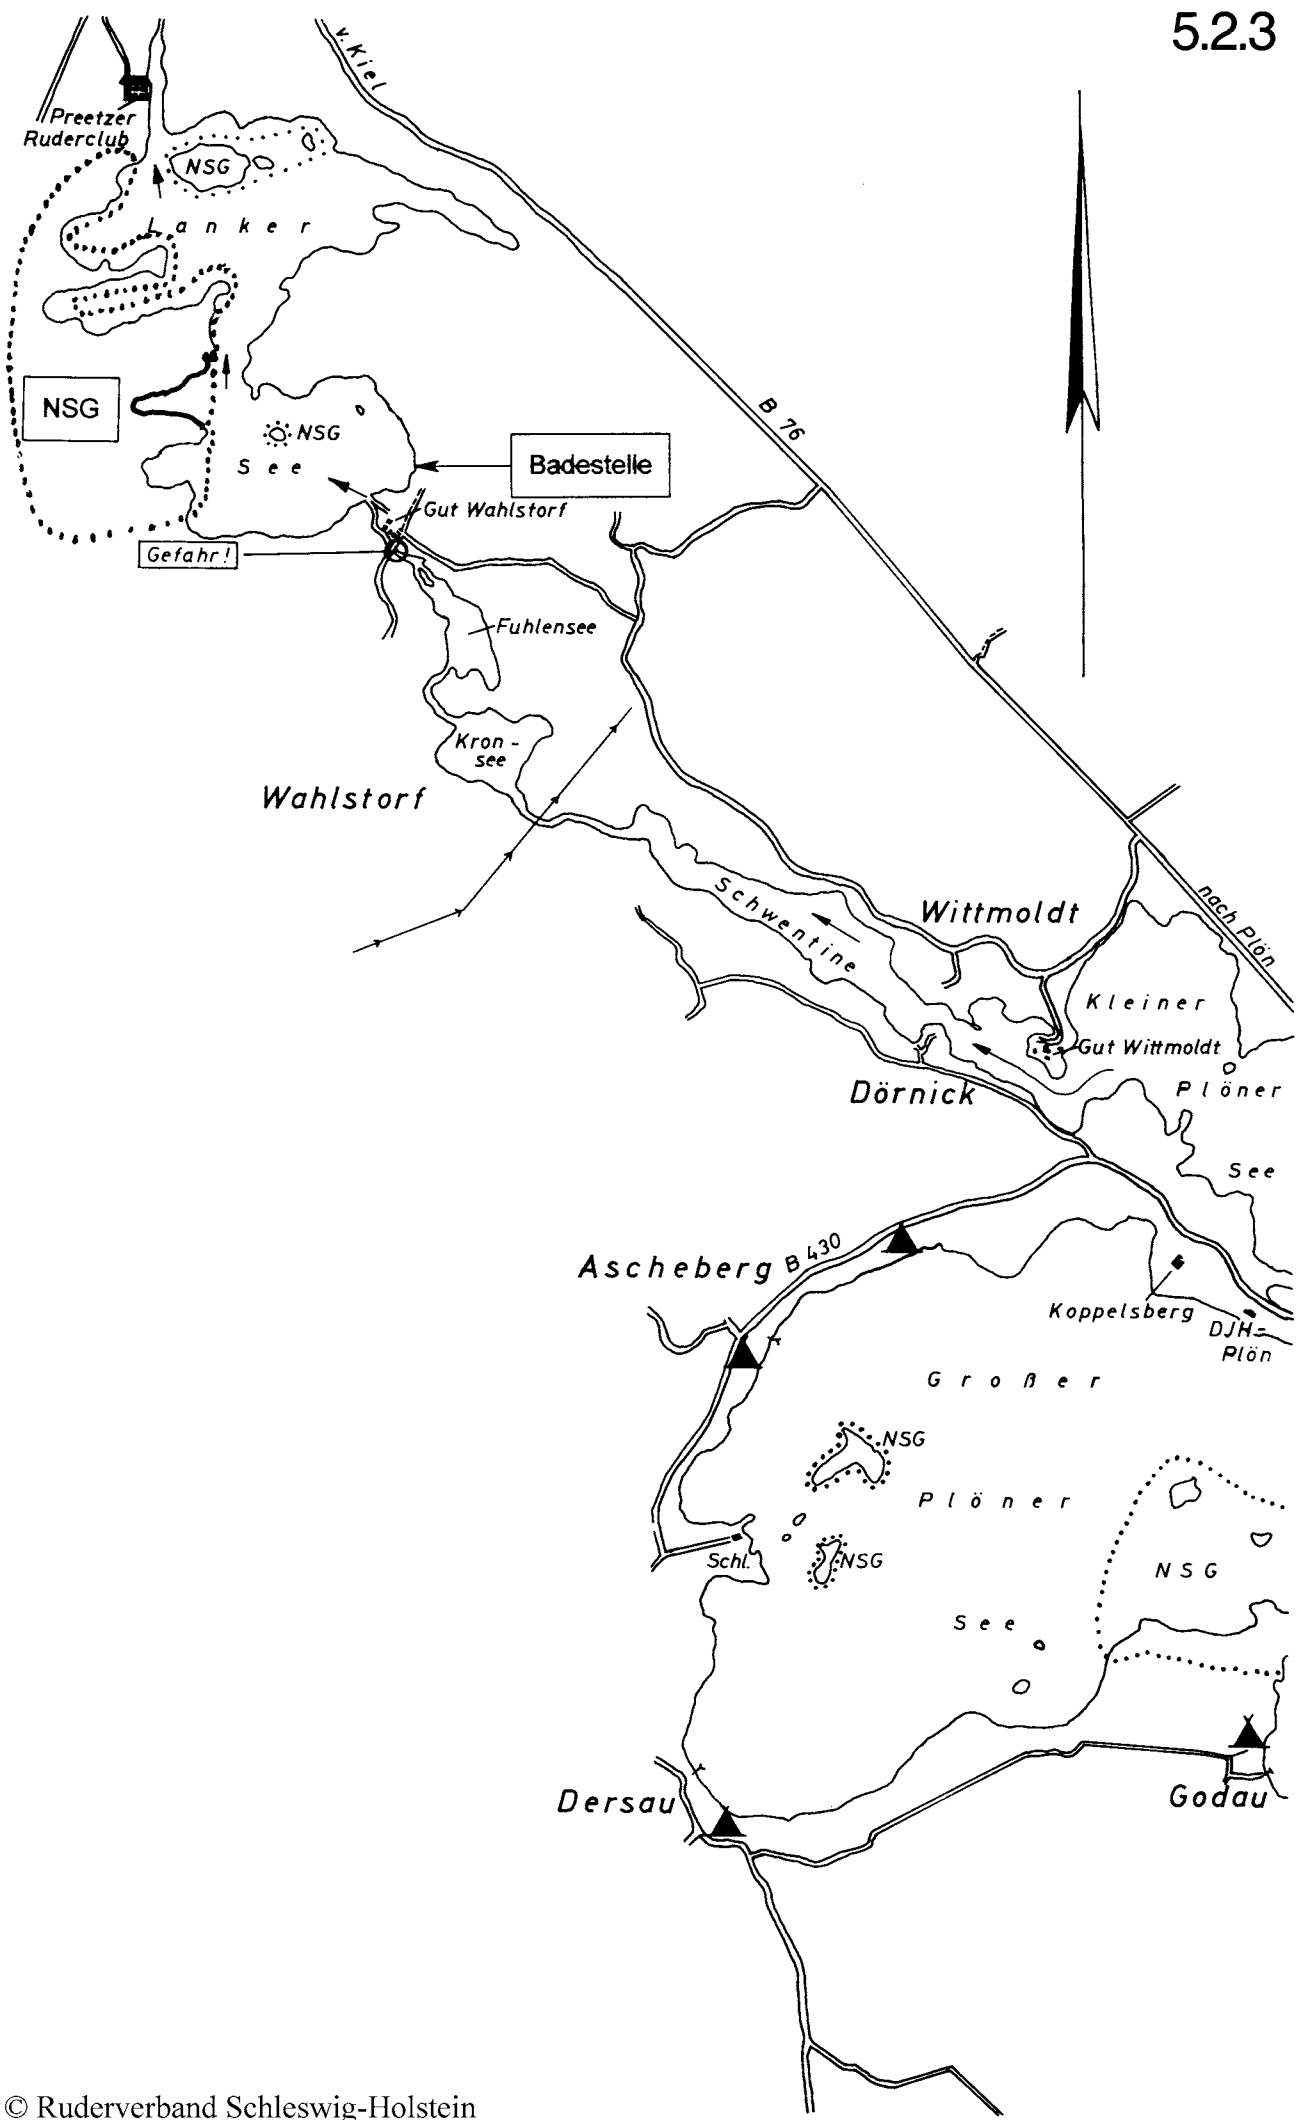 5.2.3
v. Kiel
Preetzer
Ruderclub
NSG
Lanker
NSG
NSG
See
B 76
Badestelle
Gut Wahlstorf
Gefahr!
Fuhlensee
Kron-
see
Wahlstorf
Schwentine
Wittmoldt
nach Plön
Kleiner
Gut Wittmoldt
Plöner
Dörnick
See
Ascheberg
B 430
Koppelsberg
DJH=
Plön
Großer
NSG
Plöner
Schl.
NSG
NSG
See
Dersau
Godau
© Ruderverband Schleswig-Holstein